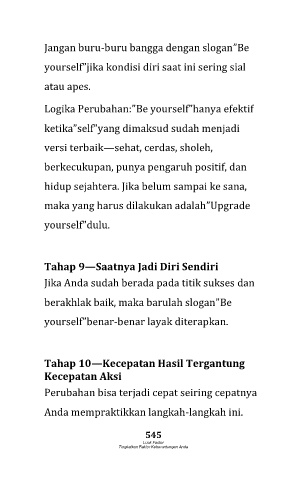 Jangan buru-buru bangga dengan slogan"Be
yourself"jika kondisi diri saat ini sering sial
atau apes.
Logika Perubahan:"Be yourself"hanya efektif
ketika"self"yang dimaksud sudah menjadi
versi terbaik—sehat, cerdas, sholeh,
berkecukupan, punya pengaruh positif, dan
hidup sejahtera. Jika belum sampai ke sana,
maka yang harus dilakukan adalah"Upgrade
yourself"dulu.
Tahap 9—Saatnya Jadi Diri Sendiri
Jika Anda sudah berada pada titik sukses dan
berakhlak baik, maka barulah slogan"Be
yourself"benar-benar layak diterapkan.
Tahap 10—Kecepatan Hasil Tergantung
Kecepatan Aksi
Perubahan bisa terjadi cepat seiring cepatnya
Anda mempraktikkan langkah-langkah ini.
545
Luck Factor
Tingkatkan Faktor Keberuntungan Anda